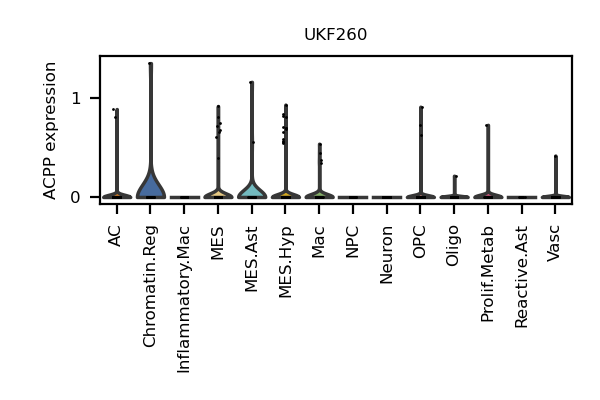 UKF260
ACPP expression
1
0
AC
Chromatin.Reg
Inflammatory.Mac
MES
MES.Ast
MES.Hyp
Mac
NPC
Neuron
OPC
Oligo
Prolif.Metab
Reactive.Ast
Vasc